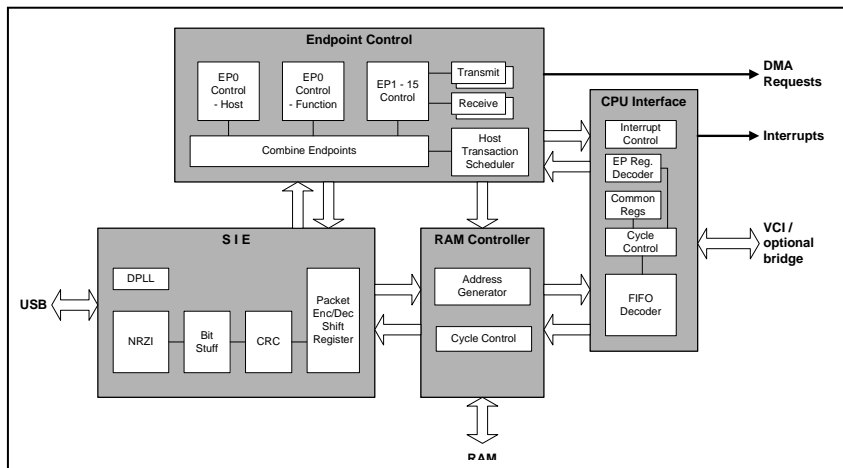 Endpoint Control
EP0
Control
- Host
EP0
Control
- Function
EP1 - 15
Control
Transmit
Receive
Combine Endpoints
Host
Transaction
Scheduler
DMA
Requests
CPU Interface
Interrupt
Control
EP Reg.
Decoder
Common
Regs
Cycle
Control
FIFO
Decoder
Interrupts
VCI /
optional
bridge
S I E
DPLL
NRZI
Bit
Stuff
CRC
Packet
Enc/Dec
Shift
Register
USB
RAM Controller
Address
Generator
Cycle Control
RAM